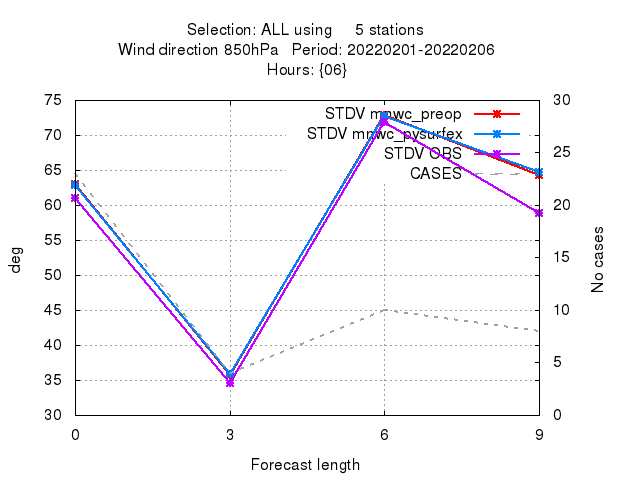 Selection: ALL using 5 stations
Wind direction 850hPa Period: 20220201-20220206
Hours: {06}
75
70
65
60
55
50
45
40
35
30
30
25
20
15
10
5
0
STDV mnwc_preop
STDV mnwc_pysurfex
STDV OBS
CASES
deg
No cases
0 3 6 9
Forecast length